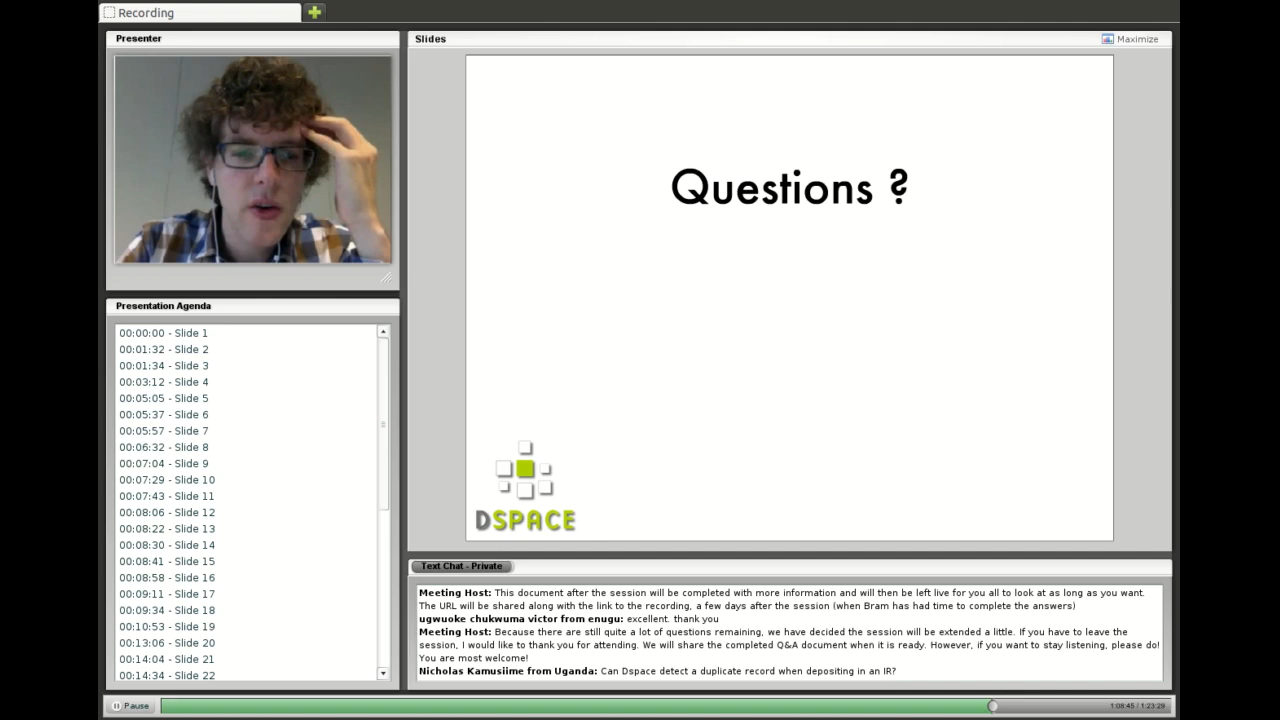 Recording
Presenter
Slides
Maximize
Questions ?
DSPACE
Presentation Agenda
00:00:00 - Slide 1
00:01:32 - Slide 2
00:01:34 - Slide 3
00:03:12 - Slide 4
00:05:05 - Slide 5
00:05:37 - Slide 6
00:05:57 - Slide 7
00:06:32 - Slide 8
00:07:04 - Slide 9
00:07:29 - Slide 10
00:07:43 - Slide 11
00:08:06 - Slide 12
00:08:22 - Slide 13
00:08:30 - Slide 14
00:08:41 - Slide 15
00:08:58 - Slide 16
00:09:11 - Slide 17
00:09:34 - Slide 18
00:10:53 - Slide 19
00:13:06 - Slide 20
00:14:04 - Slide 21
00:14:34 - Slide 22
Text Chat - Private
Meeting Host: This document after the session will be completed with more information and will then be left live for you all to look at as long as you want.
The URL will be shared along with the link to the recording, a few days after the session (when Bram has had time to complete the answers)
ugwuoke chukwuma victor from enugu: excellent. thank you
Meeting Host: Because there are still quite a lot of questions remaining, we have decided the session will be extended a little. If you have to leave the
session, I would like to thank you for attending. We will share the completed Q&A document when it is ready. However, if you want to stay listening, please do!
You are most welcome!
Nicholas Kamusiime from Uganda: Can Dspace detect a duplicate record when depositing in an IR?
Pause
1:08:45 / 1:23:29